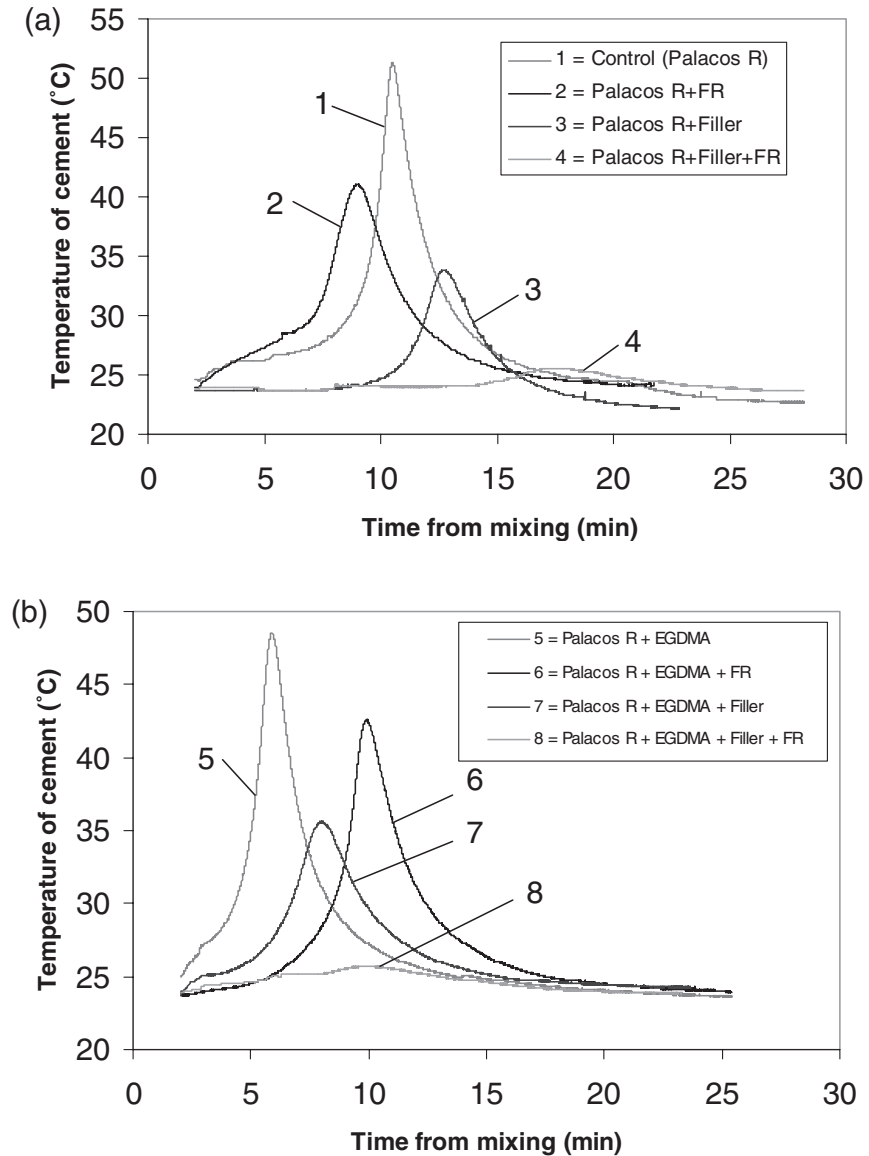 (a)
55
50
45
40
35
30
25
20
Temperature of cement (˚C)
1 = Control (Palacos R)
2 = Palacos R+FR
3 = Palacos R+Filler
4 = Palacos R+Filler+FR
1
2
3
4
0 5 10 15 20 25 30
Time from mixing (min)
(b)
50
45
40
35
30
25
20
Temperature of cement (˚C)
5 = Palacos R + EGDMA
6 = Palacos R + EGDMA + FR
7 = Palacos R + EGDMA + Filler
8 = Palacos R + EGDMA + Filler + FR
5
6
7
8
0 5 10 15 20 25 30
Time from mixing (min)